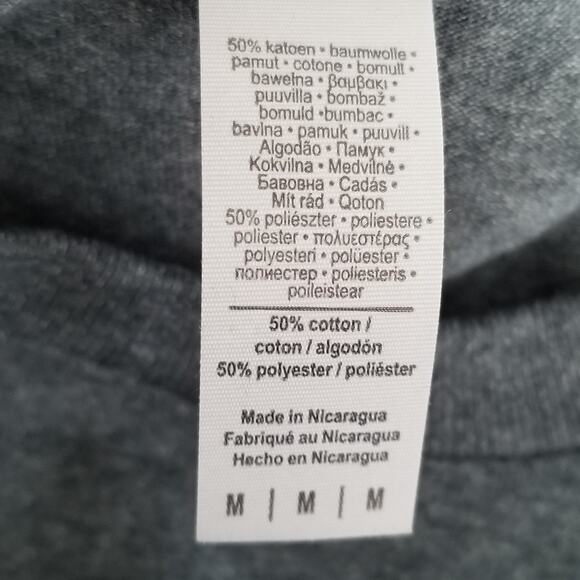 50% katoen • baumwolle •
pamut • cotone • bomull •
bawełna • βαμβακι •
puuvilla • bombaž •
bomuld •bumbac •
bavlna • pamuk • puuvill •
Algodão • Памук •
Kokvilna • Medvilnė •
Бавовна • Cadás •
Mít rád • Qoton
50% poliészter • poliestere •
poliester • πολυεστέρας •
polyesteri • polüester •
полиестер • poliesteris •
poileistear
50% cotton /
coton / algodón
50% polyester / poliéster
Made in Nicaragua
Fabriqué au Nicaragua
Hecho en Nicaragua
M | M | M